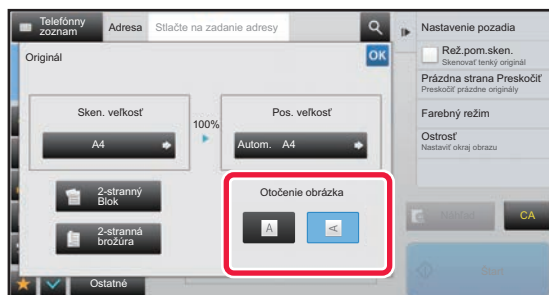 Telefónny
zoznam
Adresa
Stlačte na zadanie adresy
Originál
OK
Sken. veľkosť
100%
Pos. veľkosť
A4
Autom. A4
2-stranný
Blok
2-stranná
brožúra
Otočenie obrázka
A
A
Ostatné
Nastavenie pozadia
Rež.pom.sken.
Skenovať tenký originál
Prázdna strana Preskočiť
Preskočiť prázdne originály
Farebný režim
Ostrosť
Nastaviť okraj obrazu
CA